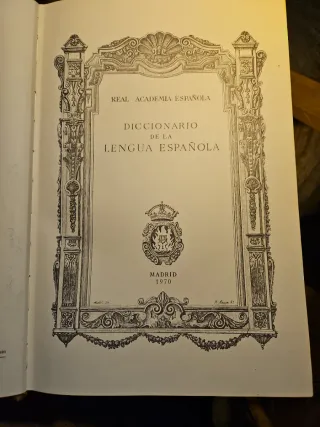 REAL ACADEMIA ESPAÑOLA
DICCIONARIO
DE LA
LENGUA ESPAÑOLA
MADRID
1970